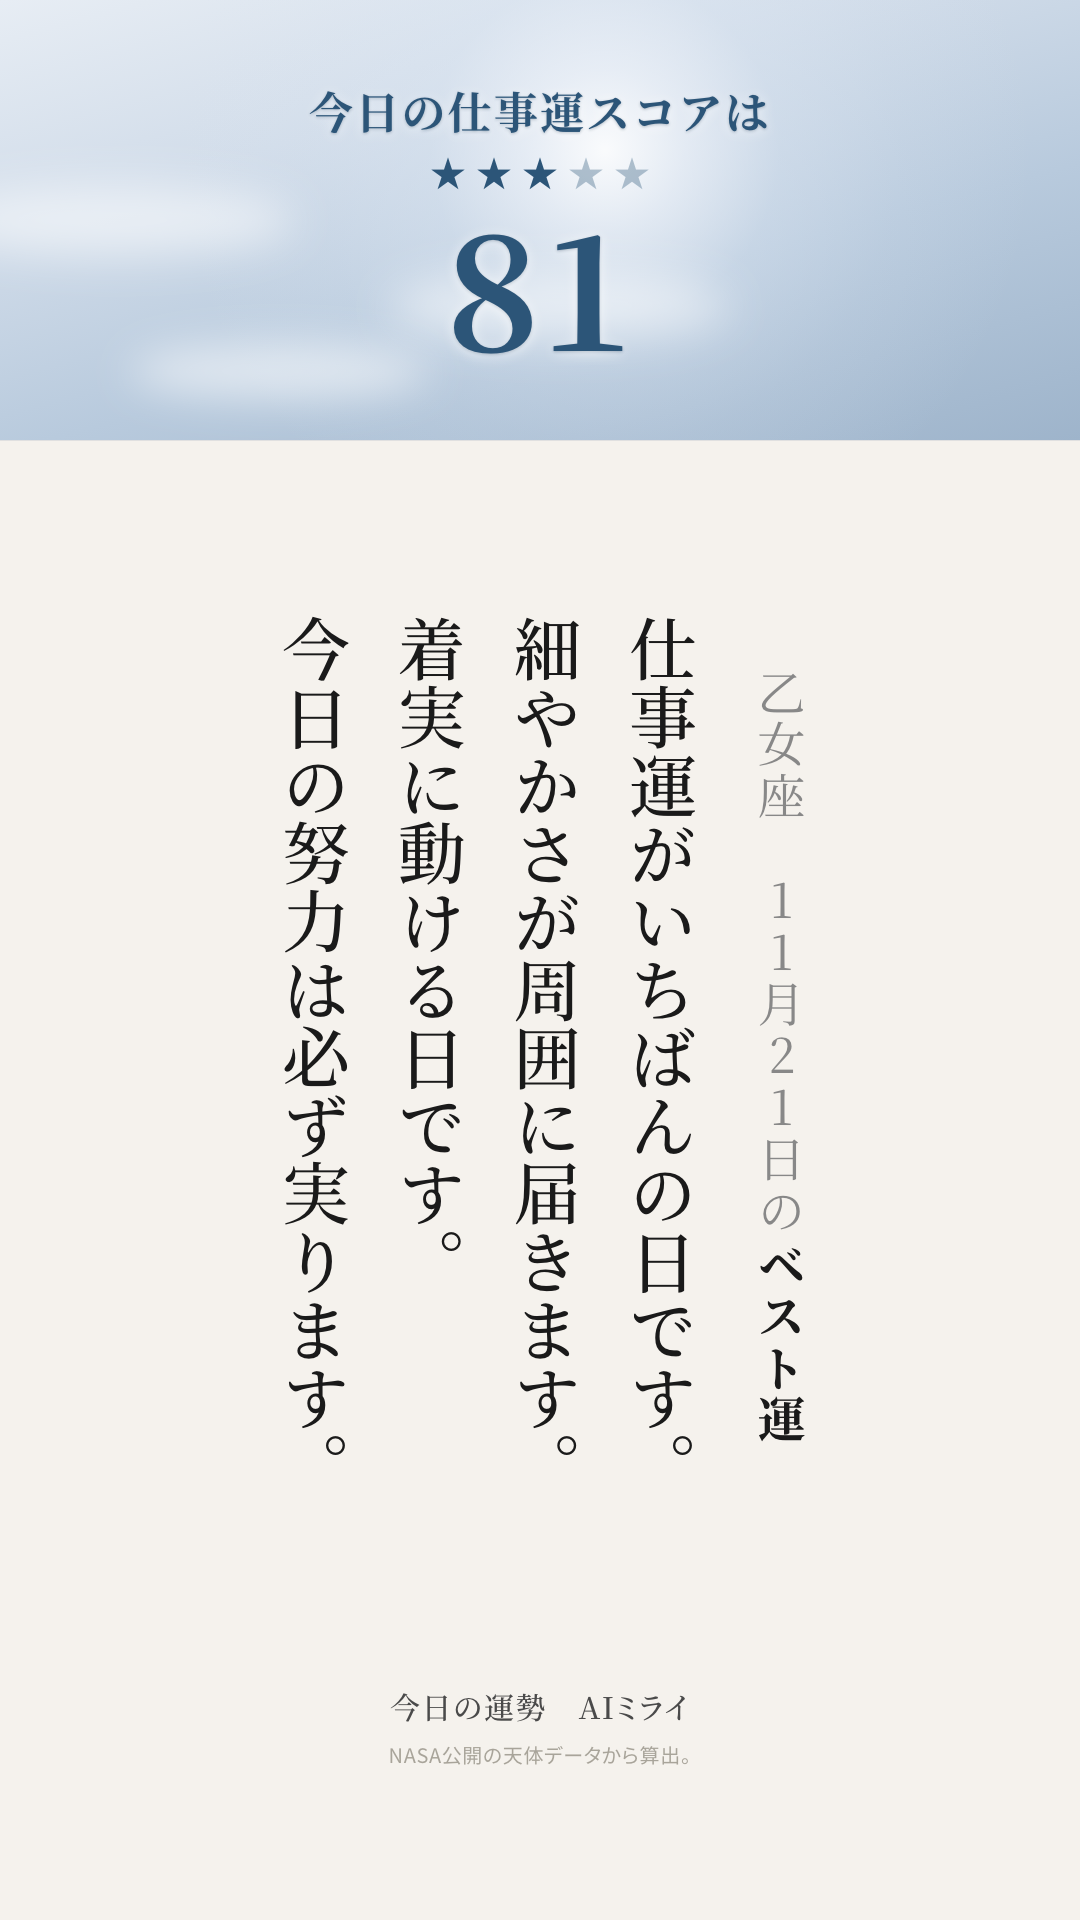 今日の仕事運スコアは
★★★★★
81
乙女座　11月21日のベスト運
仕事運がいちばんの日です。
細やかさが周囲に届きます。
着実に動ける日です。
今日の努力は必ず実ります。
今日の運勢　AIミライ
NASA公開の天体データから算出。